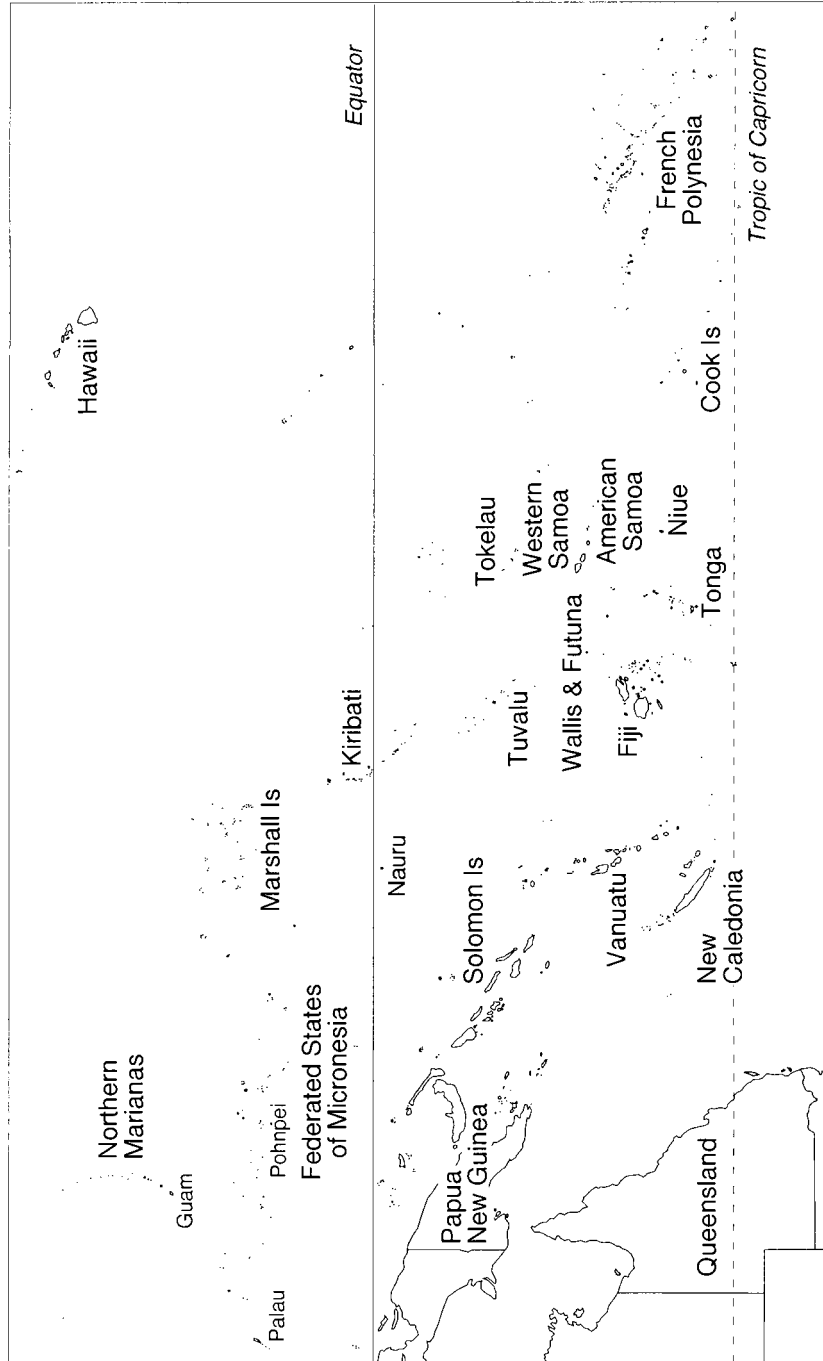 Northern
Marianas
Hawaii
Guam
Palau
Pohnpei
Federated States
of Micronesia
Marshall Is
Kiribati
Equator
Nauru
Papua
New Guinea
Solomon Is
Tuvalu
Tokelau
Western
Samoa
Wallis & Futuna
American
Samoa
Vanuatu
Fiji
Niue
French
Polynesia
Queensland
New
Caledonia
Tonga
Cook Is
Tropic of Capricorn